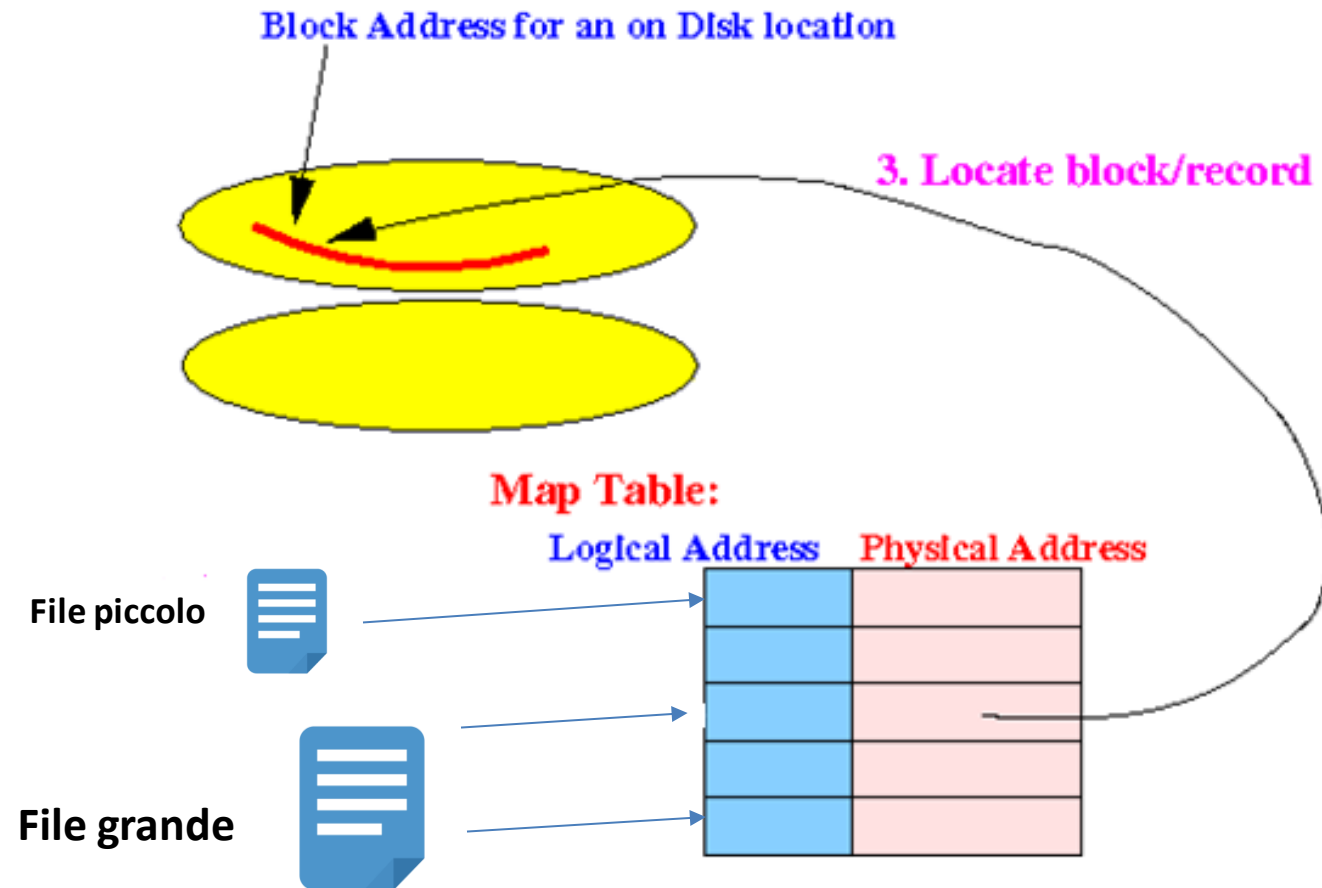 Block Address for an on Disk location
3. Locate block/record
Map Table:
Logical Address Physical Address
File piccolo
File grande